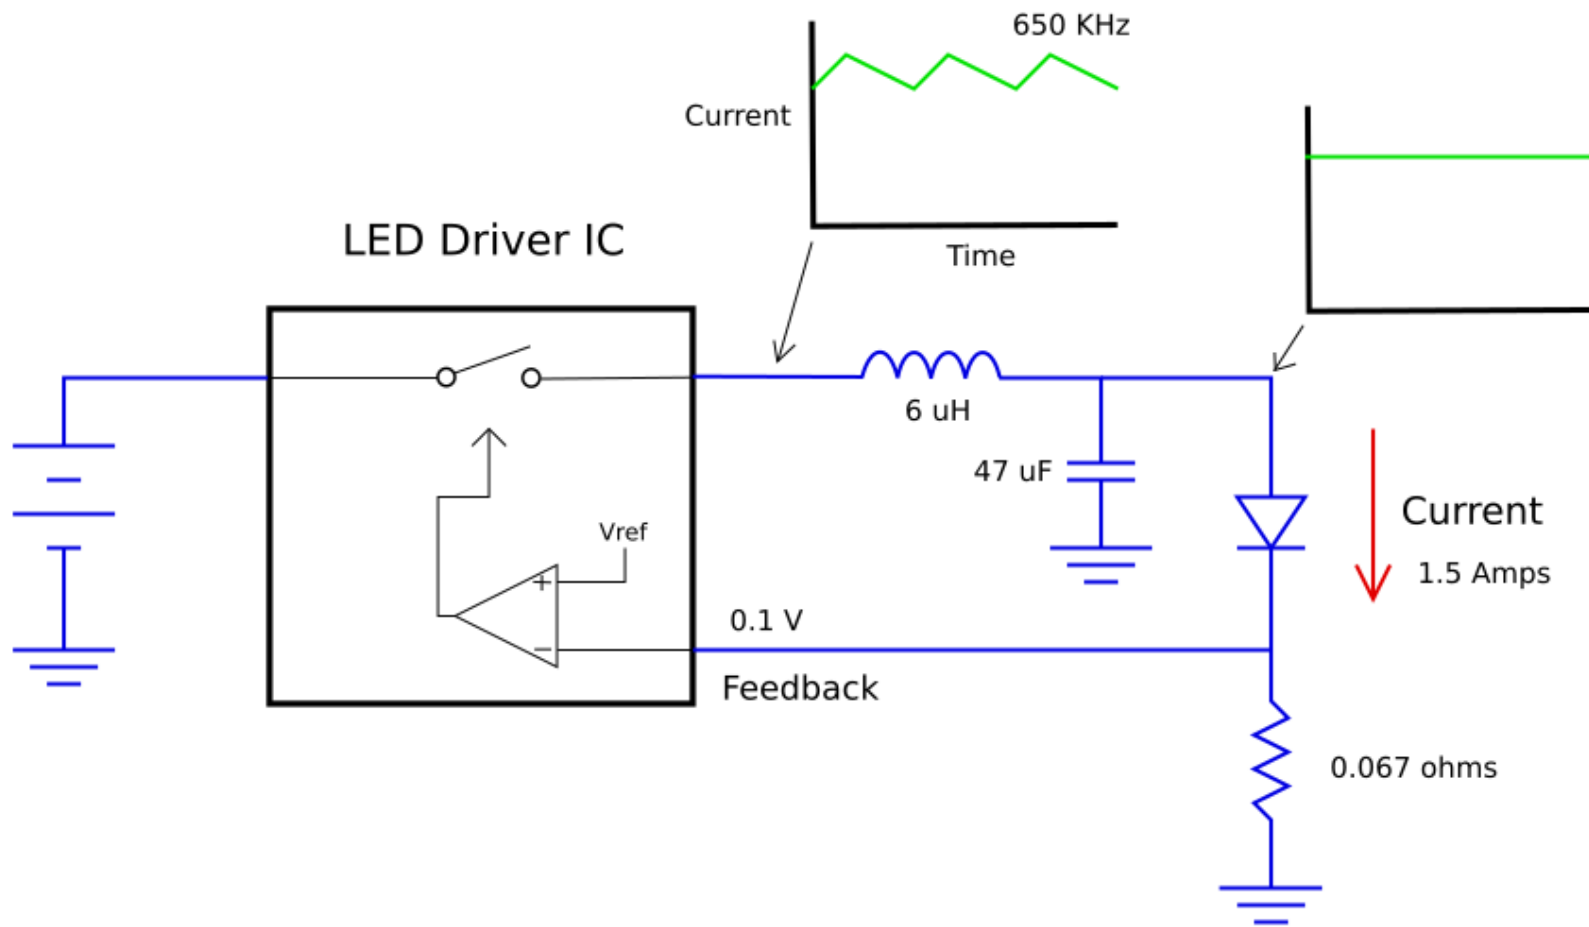 650 KHz
Current
Time
LED Driver IC
6 uH
47 uF
Current
1.5 Amps
Vref
+
−
0.1 V
Feedback
0.067 ohms